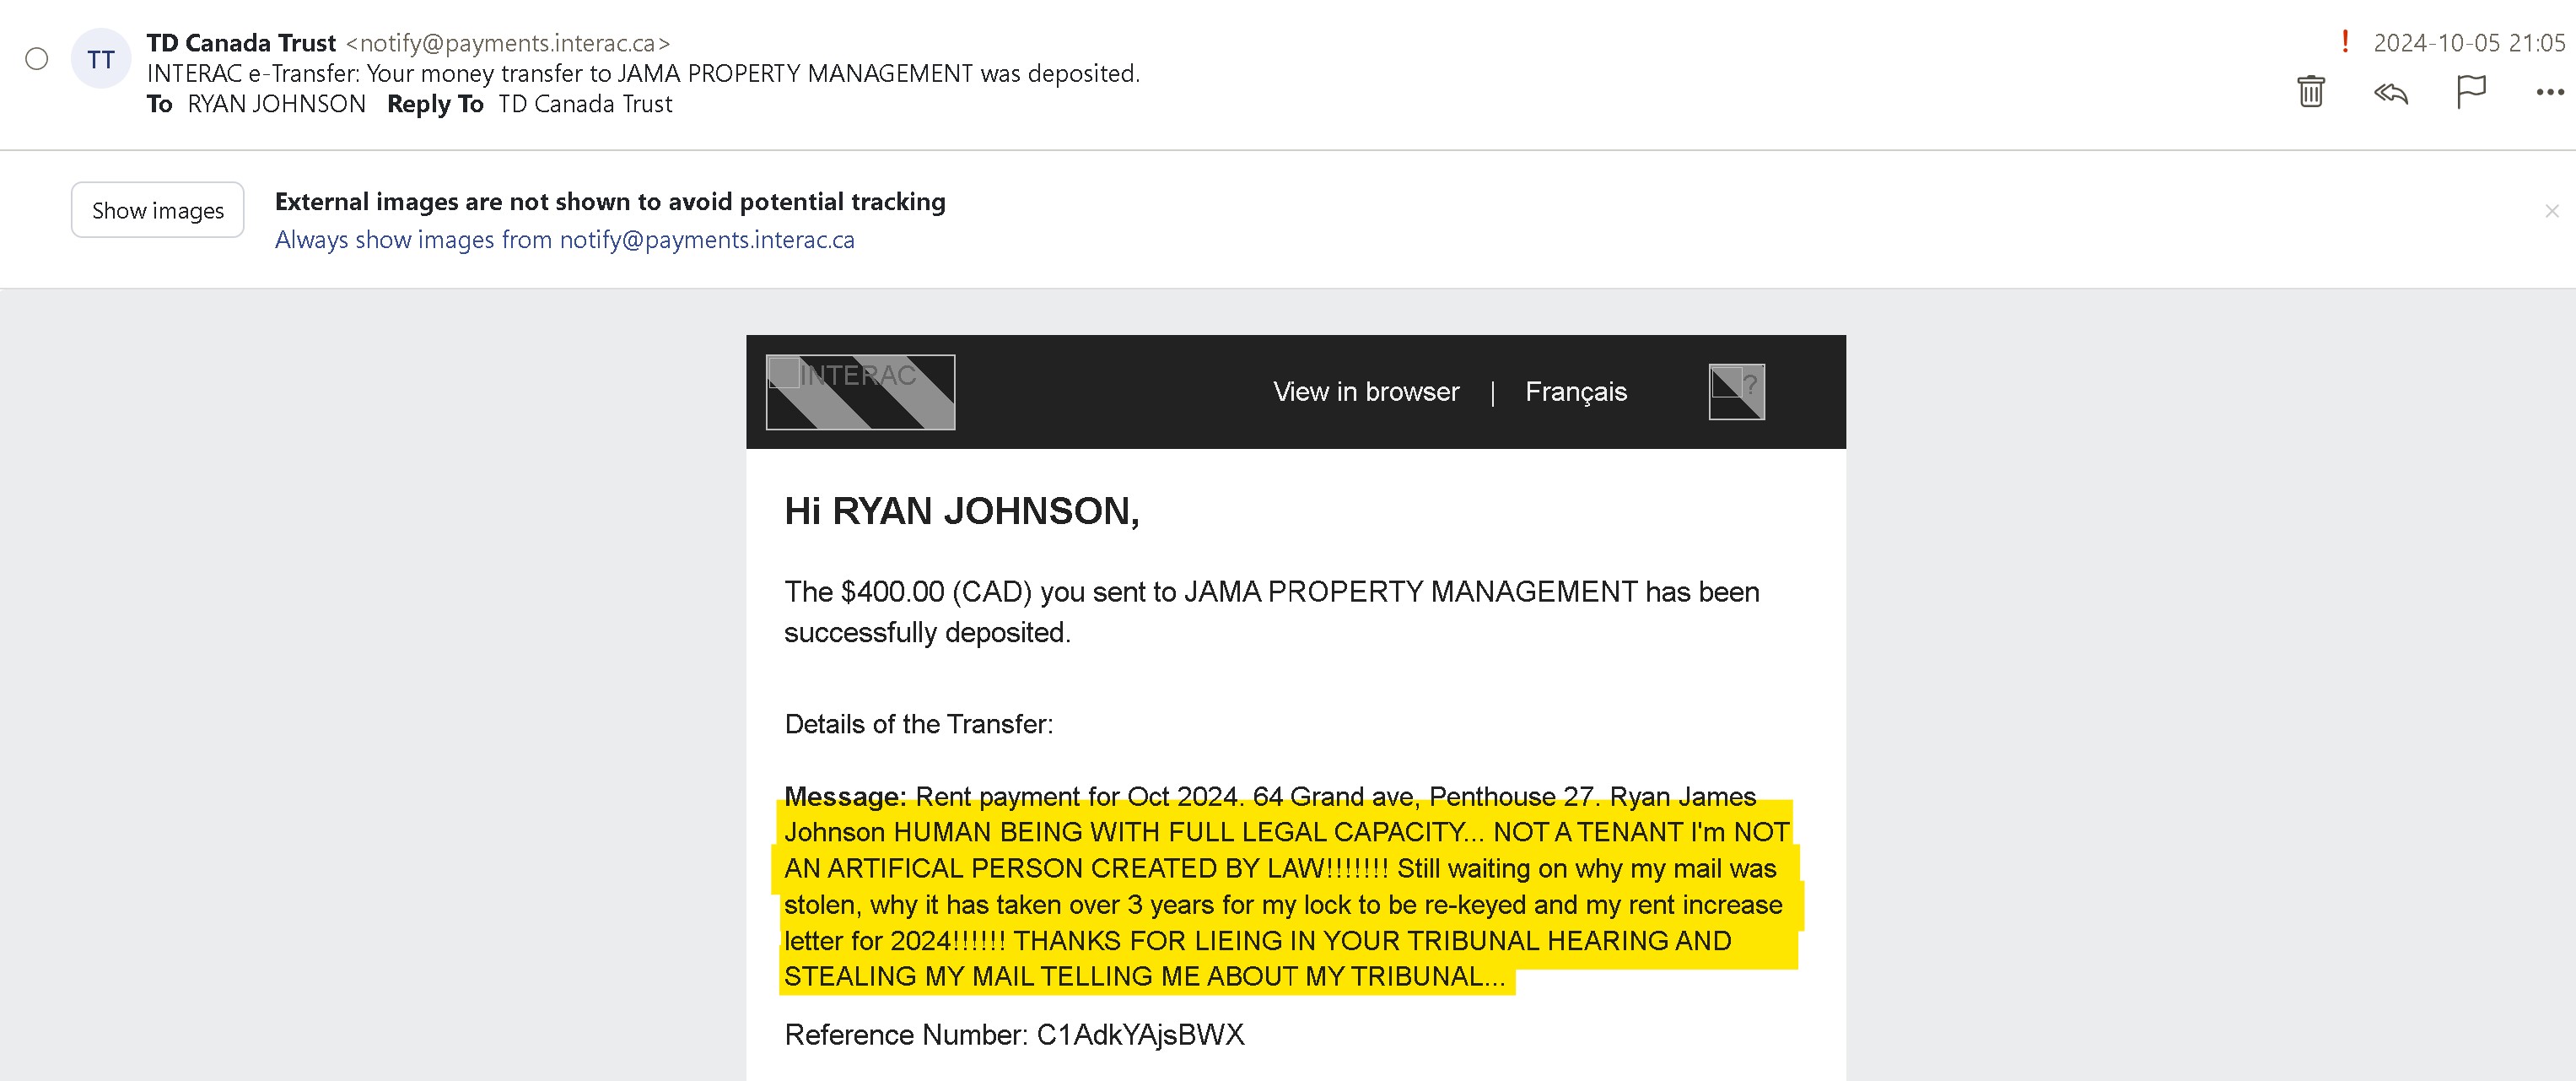 TT
TD Canada Trust <notify@payments.interac.ca>
! 2024-10-05 21:05
INTERAC e-Transfer: Your money transfer to JAMA PROPERTY MANAGEMENT was deposited.
To RYAN JOHNSON Reply To TD Canada Trust
Show images
External images are not shown to avoid potential tracking
Always show images from notify@payments.interac.ca
×
INTERAC
View in browser | Français
?
Hi RYAN JOHNSON,
The $400.00 (CAD) you sent to JAMA PROPERTY MANAGEMENT has been
successfully deposited.
Details of the Transfer:
Message: Rent payment for Oct 2024. 64 Grand ave, Penthouse 27. Ryan James
Johnson HUMAN BEING WITH FULL LEGAL CAPACITY... NOT A TENANT I'm NOT
AN ARTIFICAL PERSON CREATED BY LAW!!!!!!! Still waiting on why my mail was
stolen, why it has taken over 3 years for my lock to be re-keyed and my rent increase
letter for 2024!!!!!! THANKS FOR LIEING IN YOUR TRIBUNAL HEARING AND
STEALING MY MAIL TELLING ME ABOUT MY TRIBUNAL...
Reference Number: C1AdkYAjsBWX